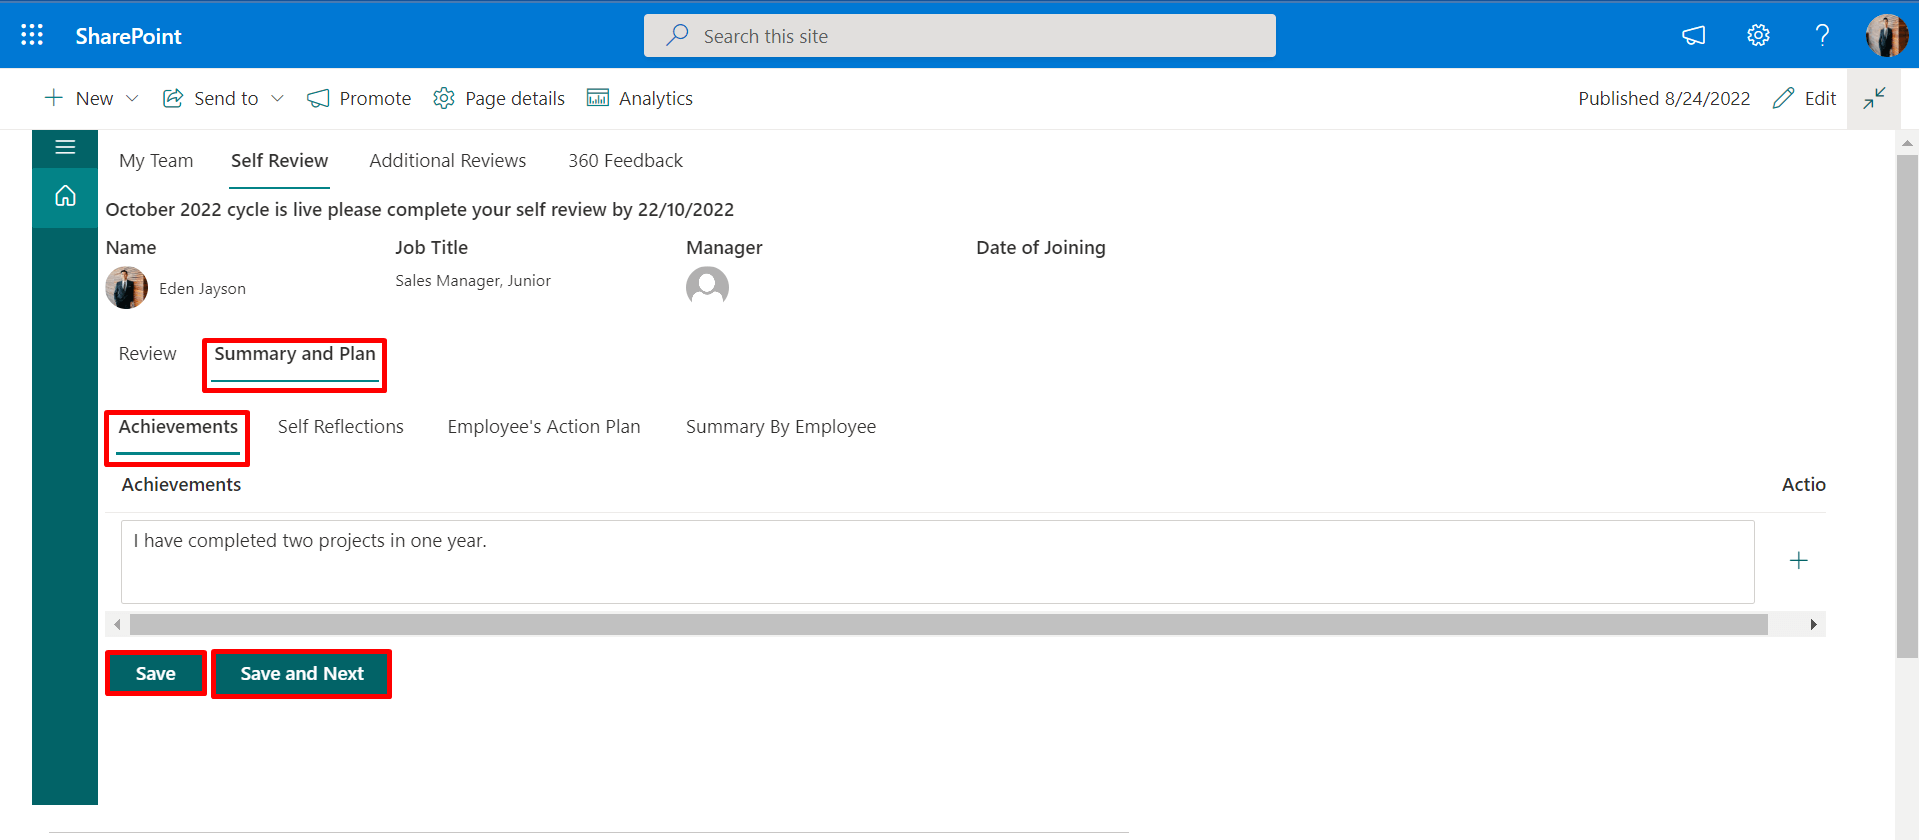 SharePoint
Search this site
New
Send to
Promote
Page details
Analytics
Published 8/24/2022
Edit
My Team
Self Review
Additional Reviews
360 Feedback
October 2022 cycle is live please complete your self review by 22/10/2022
Name
Job Title
Manager
Date of Joining
Eden Jayson
Sales Manager, Junior
Review
Summary and Plan
Achievements
Self Reflections
Employee's Action Plan
Summary By Employee
Achievements
Actio
I have completed two projects in one year.
Save
Save and Next